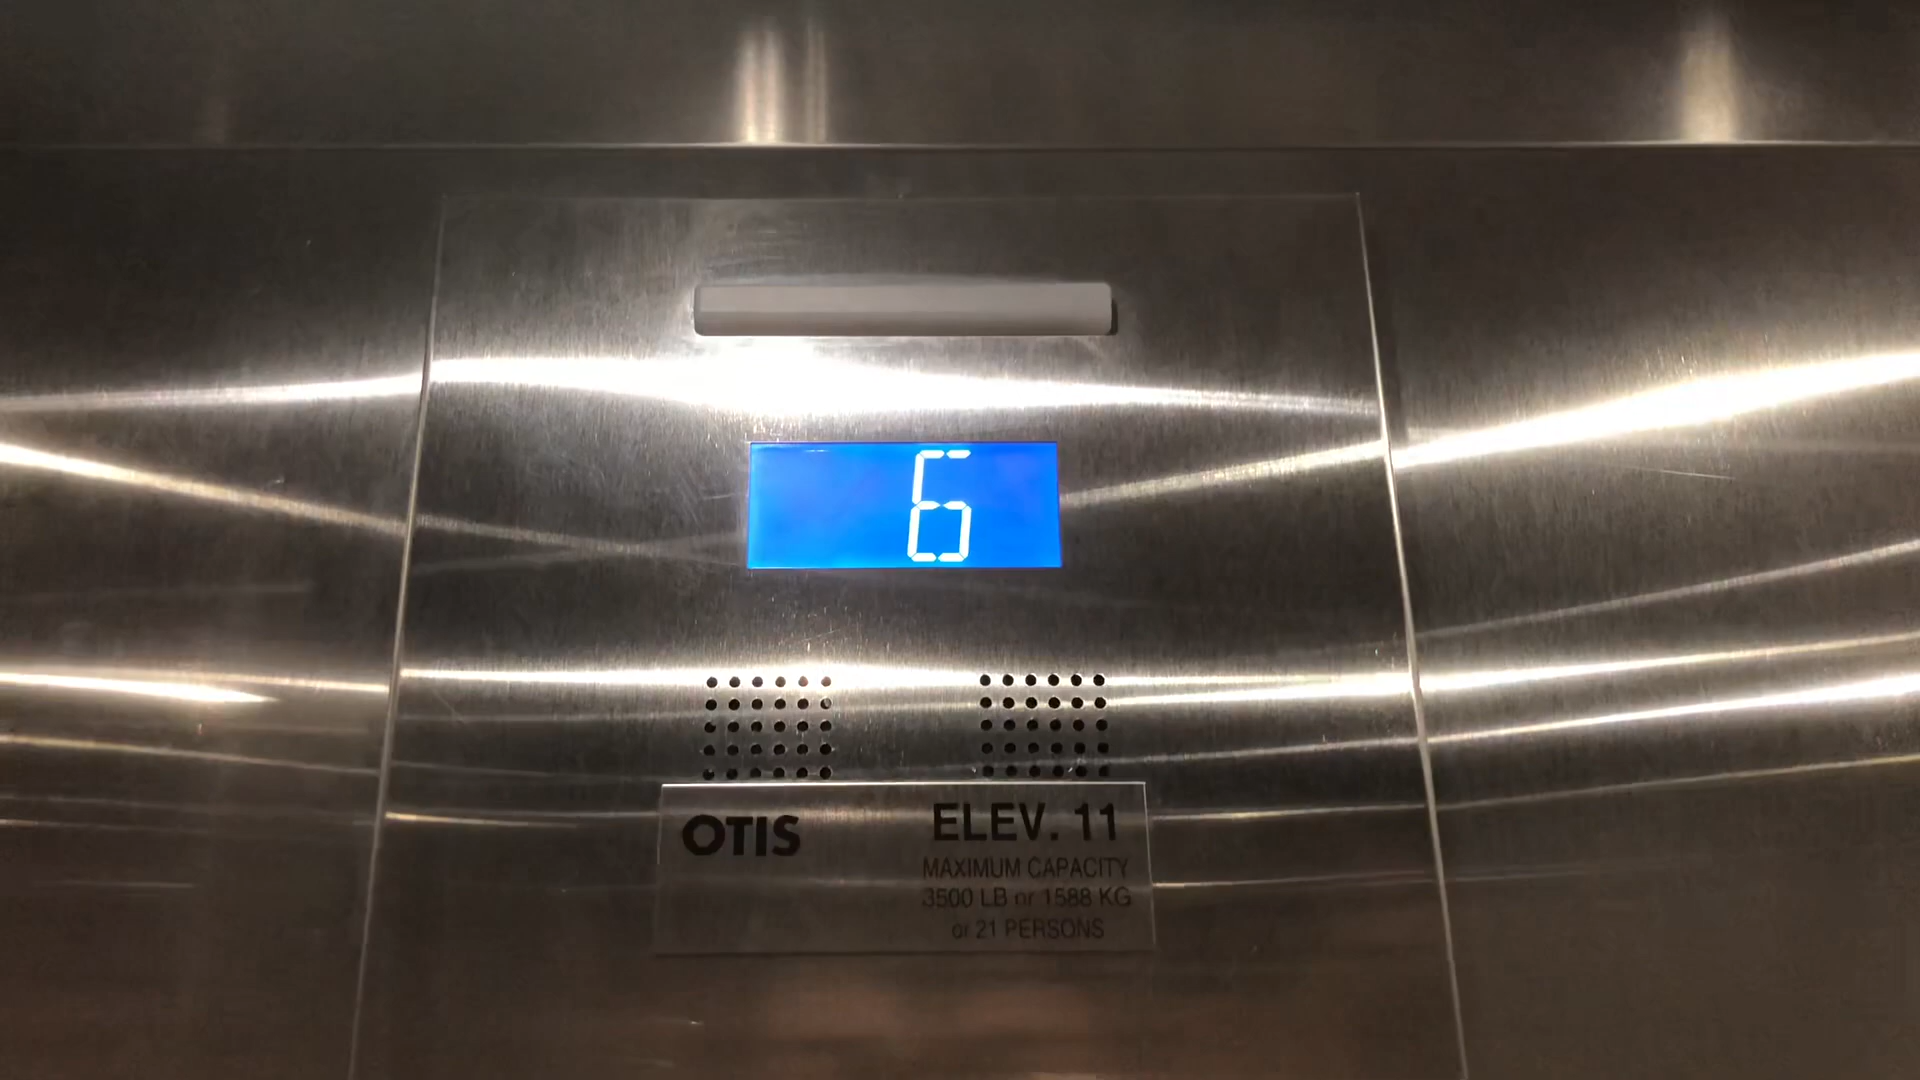 6
OTIS
ELEV. 11
MAXIMUM CAPACITY
3500 LB or 1588 KG
or 21 PERSONS